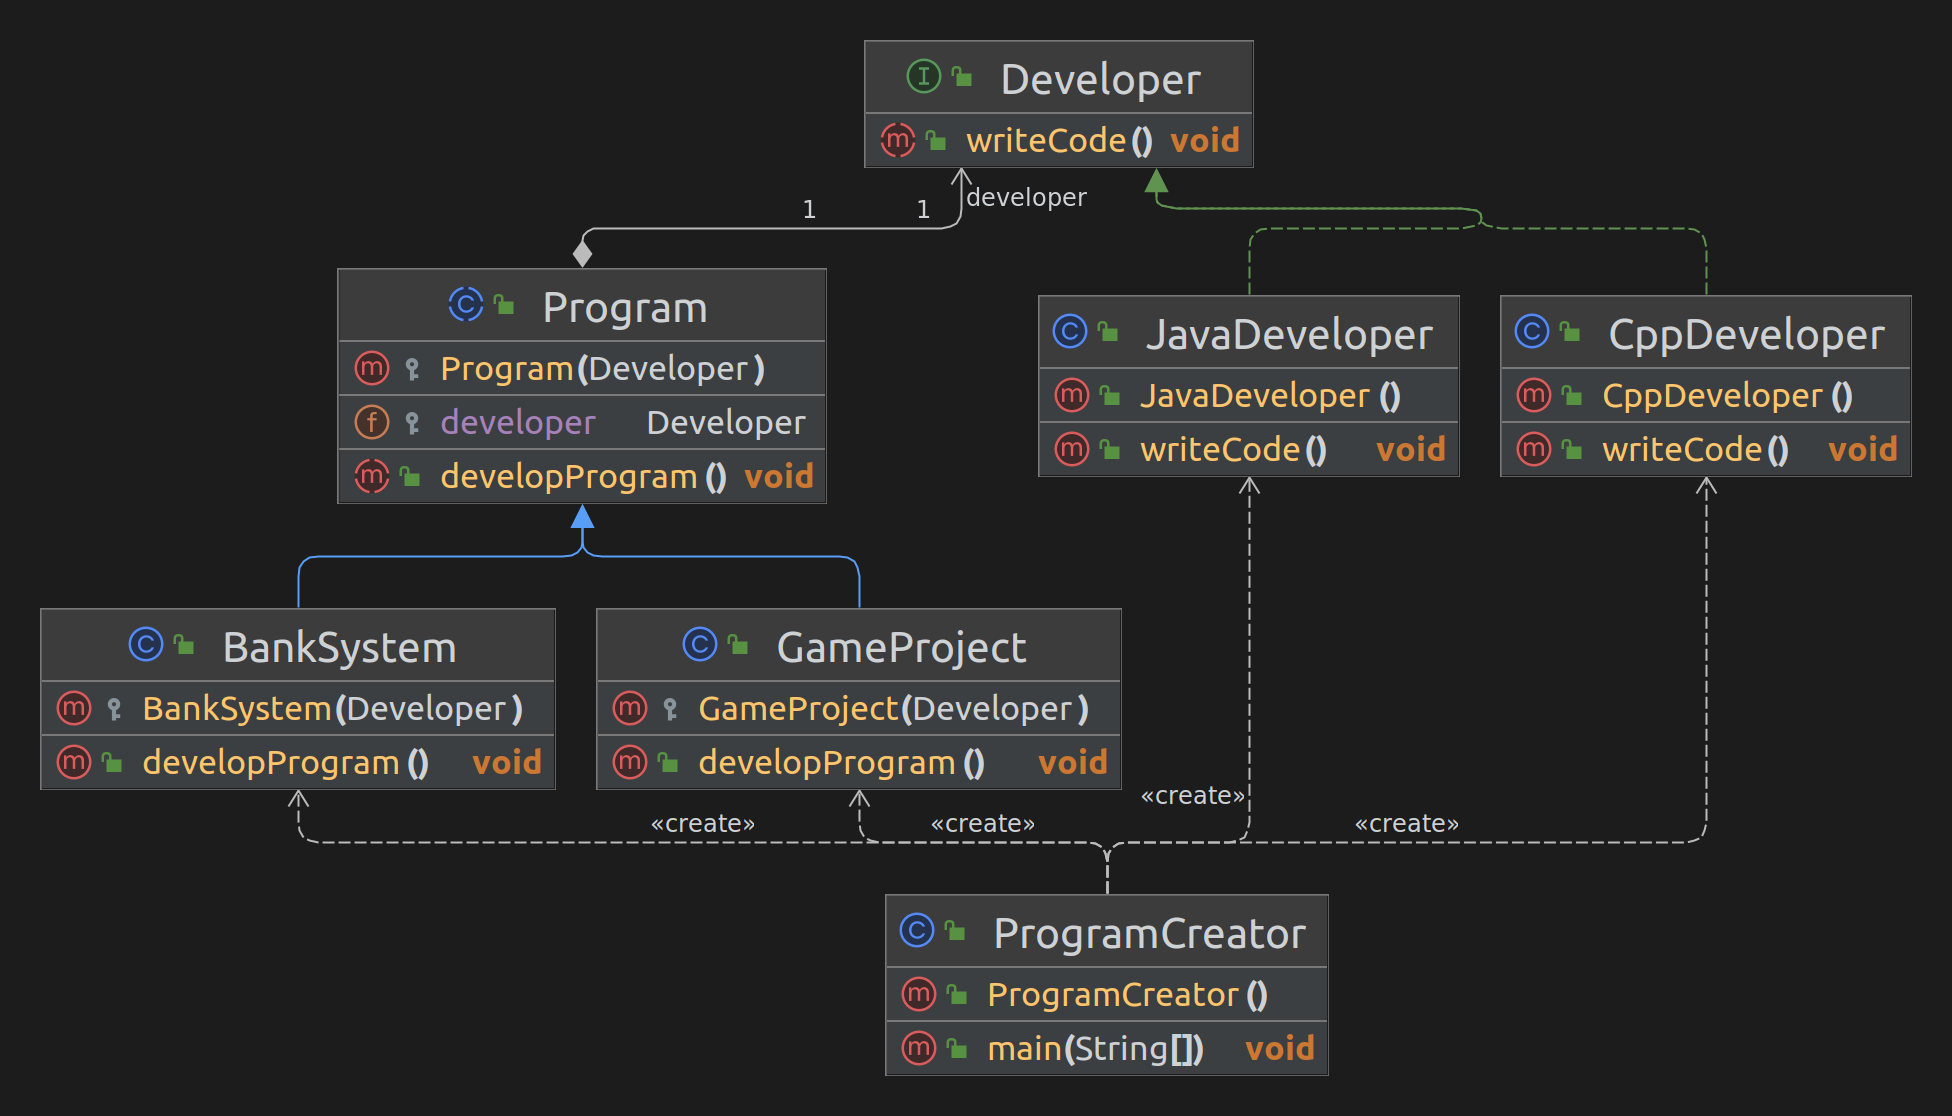 Developer
writeCode() void
developer
1 1
Program
Program(Developer)
developer Developer
developProgram() void
JavaDeveloper
JavaDeveloper()
writeCode() void
CppDeveloper
CppDeveloper()
writeCode() void
BankSystem
BankSystem(Developer)
developProgram() void
GameProject
GameProject(Developer)
developProgram() void
«create»
«create»
«create»
«create»
ProgramCreator
ProgramCreator()
main(String[]) void